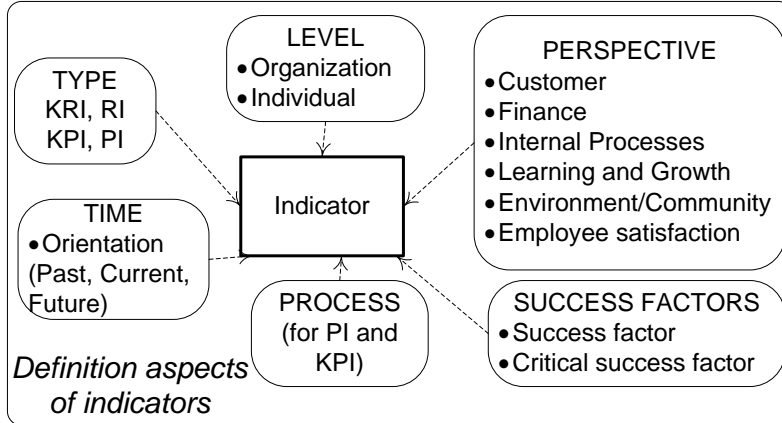 LEVEL
•Organization
•Individual
TYPE
KRI, RI
KPI, PI
PERSPECTIVE
•Customer
•Finance
•Internal Processes
•Learning and Growth
•Environment/Community
•Employee satisfaction
Indicator
TIME
•Orientation
(Past, Current,
Future)
PROCESS
(for PI and
KPI)
SUCCESS FACTORS
•Success factor
•Critical success factor
Definition aspects
of indicators